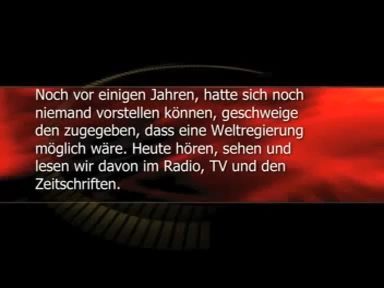 Noch vor einigen Jahren, hatte sich noch
niemand vorstellen können, geschweige
den zugegeben, dass eine Weltregierung
möglich wäre. Heute hören, sehen und
lesen wir davon im Radio, TV und den
Zeitschriften.